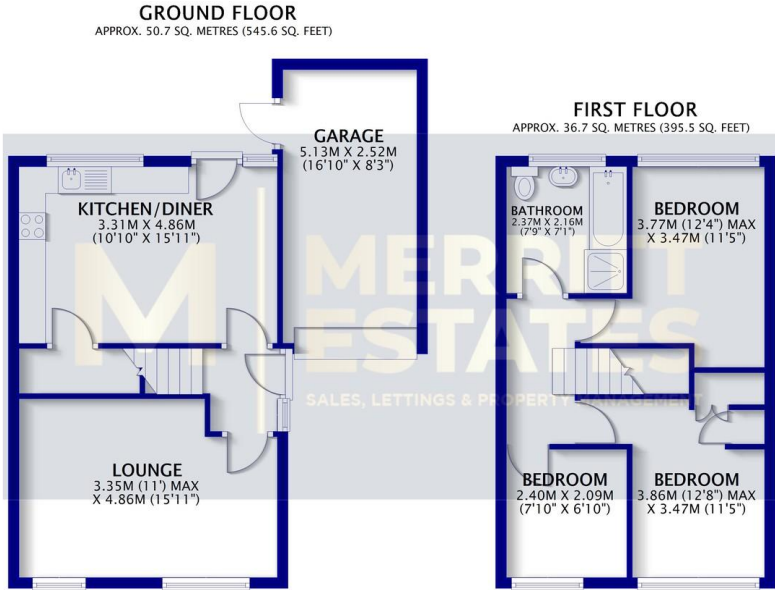 GROUND FLOOR
APPROX. 50.7 SQ. METRES (545.6 SQ. FEET)
GARAGE
5.13M X 2.52M
(16'10" X 8'3")
KITCHEN/DINER
3.31M X 4.86M
(10'10" X 15'11")
LOUNGE
3.35M (11') MAX
X 4.86M (15'11")
FIRST FLOOR
APPROX. 36.7 SQ. METRES (395.5 SQ. FEET)
BATHROOM
2.37M X 2.16M
(7'9" X 7'1")
BEDROOM
3.77M (12'4") MAX
X 3.47M (11'5")
BEDROOM
2.40M X 2.09M
(7'10" X 6'10")
BEDROOM
3.86M (12'8") MAX
X 3.47M (11'5")
M MERRET
ESTATES
SALES, LETTINGS & PROPERTY MANAGEMENT